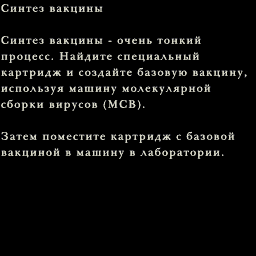 Синтез вакцины
Синтез вакцины - очень тонкий
процесс. Найдите специальный
картридж и создайте базовую вакцину,
используя машину молекулярной
сборки вирусов (МСВ).
Затем поместите картридж с базовой
вакциной в машину в лаборатории.